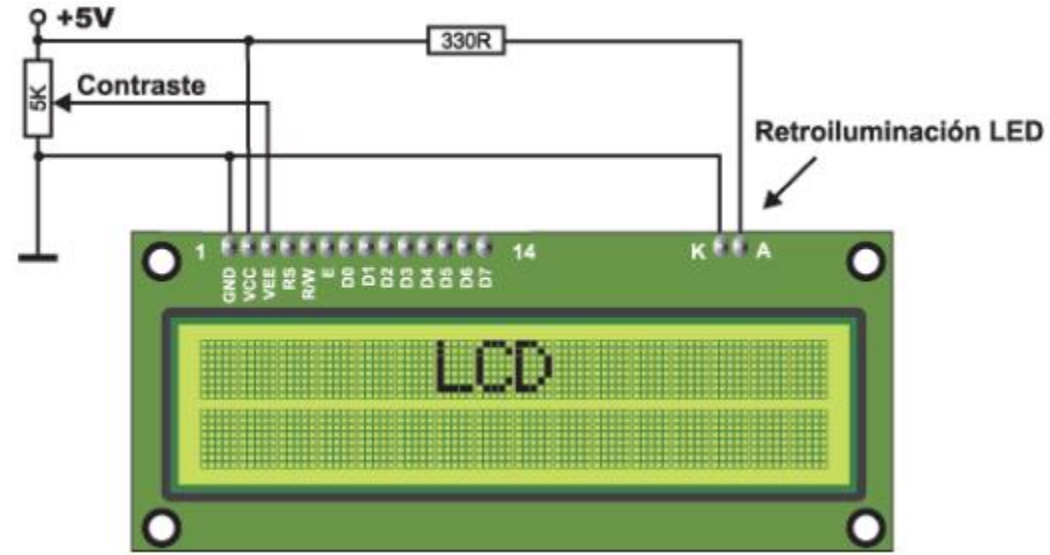 +5V
330R
5K
Contraste
Retroiluminación LED
1
14
K
A
GND
VCC
VEE
RS
R/W
E
D0
D1
D2
D3
D4
D5
D6
D7
LCD